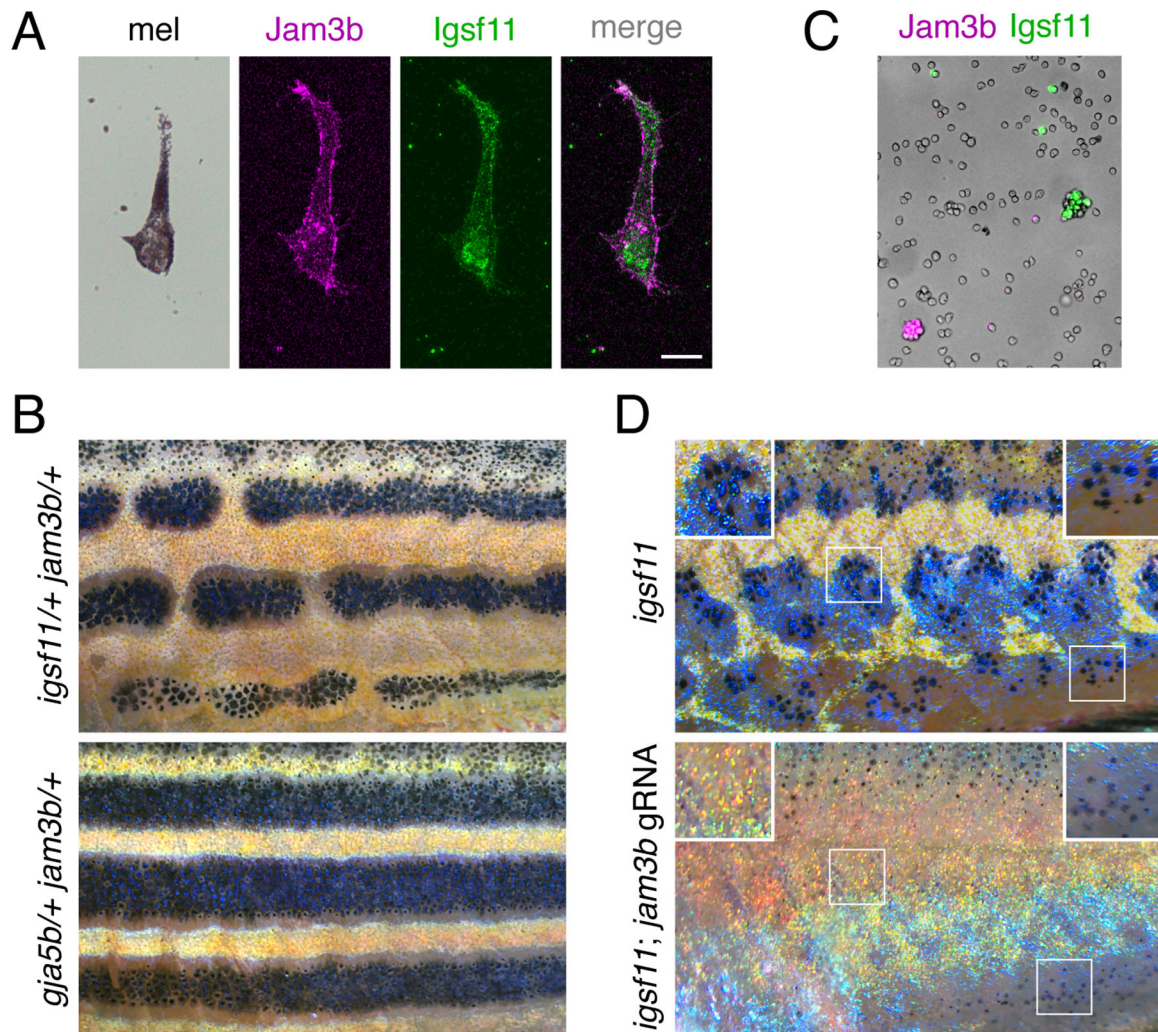 A
mel
Jam3b
Igsf11
merge
C
Jam3b Igsf11
B
igsf11/+ jam3b/+
gja5b/+ jam3b/+
D
igsf11
igsf11; jam3b gRNA